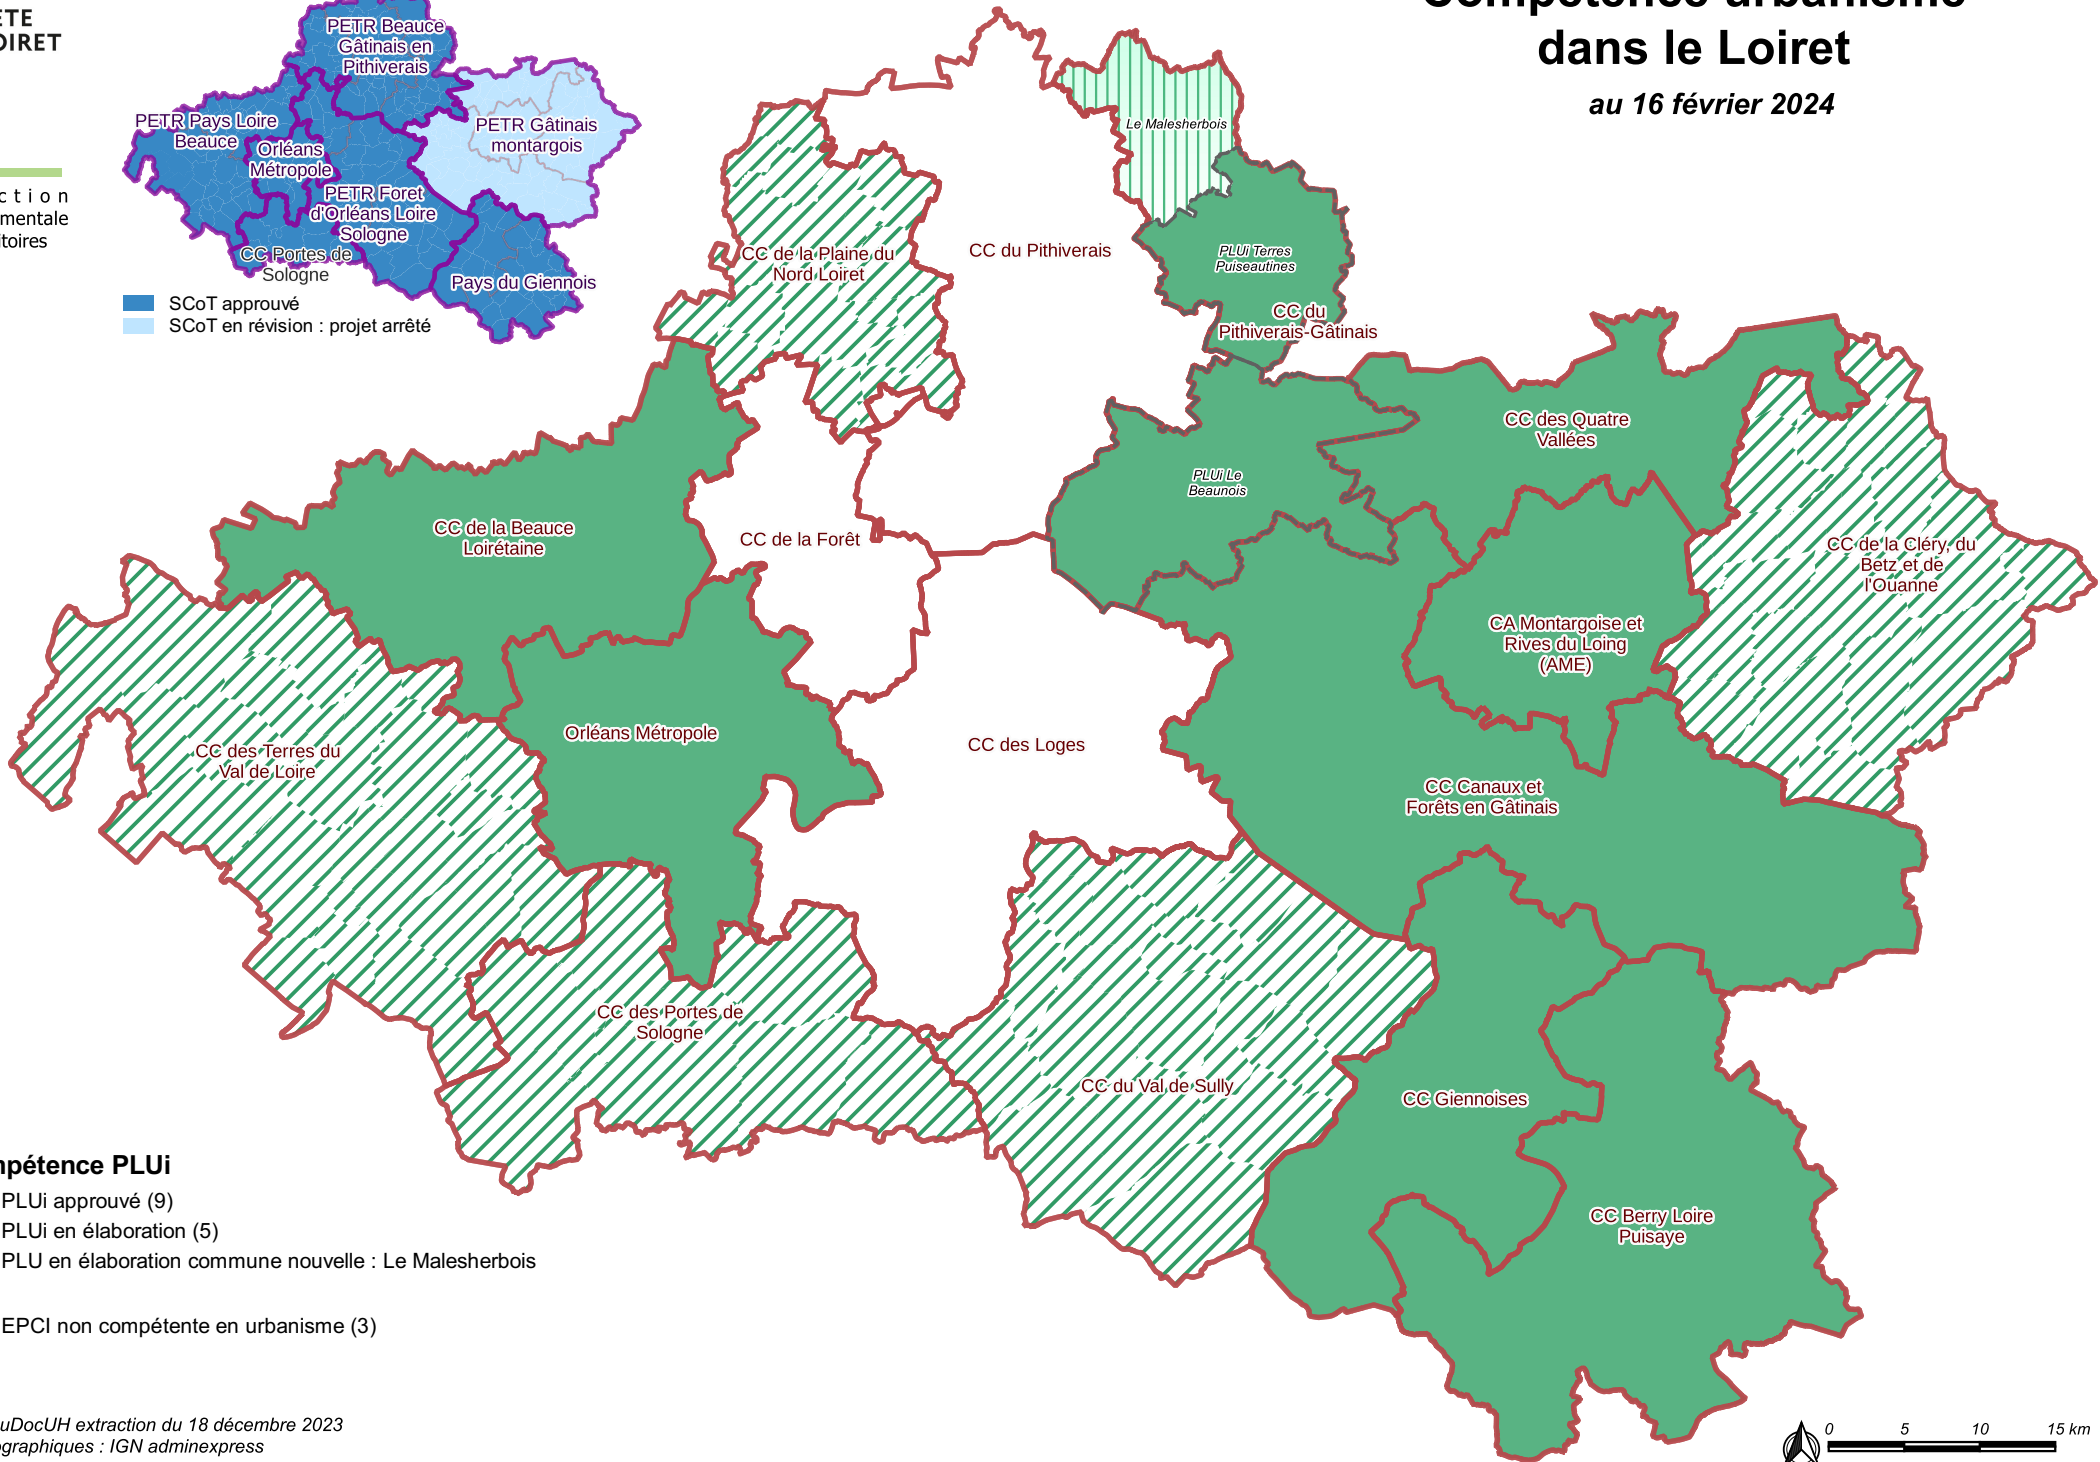 ETE
OIRET
ction
mentale
itoires
dans le Loiret
au 16 février 2024
PETR Beauce
Gâtinais en
Pithiverais
PETR Pays Loire
Beauce
Orléans
Métropole
PETR Gâtinais
montargois
PETR Foret
d'Orléans Loire
Sologne
CC Portes de
Sologne
Pays du Giennois
SCoT approuvé
SCoT en révision : projet arrêté
Le Malesherbois
CC de la Plaine du
Nord Loiret
CC du Pithiverais
PLUi Terres
Puiseautines
CC du
Pithiverais-Gâtinais
CC des Quatre
Vallées
PLUi Le
Beaunois
CC de la Beauce
Loirétaine
CC de la Forêt
CC de la Cléry, du
Betz et de
l'Ouanne
CA Montargoise et
Rives du Loing
(AME)
Orléans Métropole
CC des Loges
CC des Terres du
Val de Loire
CC Canaux et
Forêts en Gâtinais
CC des Portes de
Sologne
CC du Val de Sully
CC Giennoises
CC Berry Loire
Puisaye
mpétence PLUi
PLUi approuvé (9)
PLUi en élaboration (5)
PLU en élaboration commune nouvelle : Le Malesherbois
EPCI non compétente en urbanisme (3)
uDocUH extraction du 18 décembre 2023
ographiques : IGN adminexpress
0 5 10 15 km